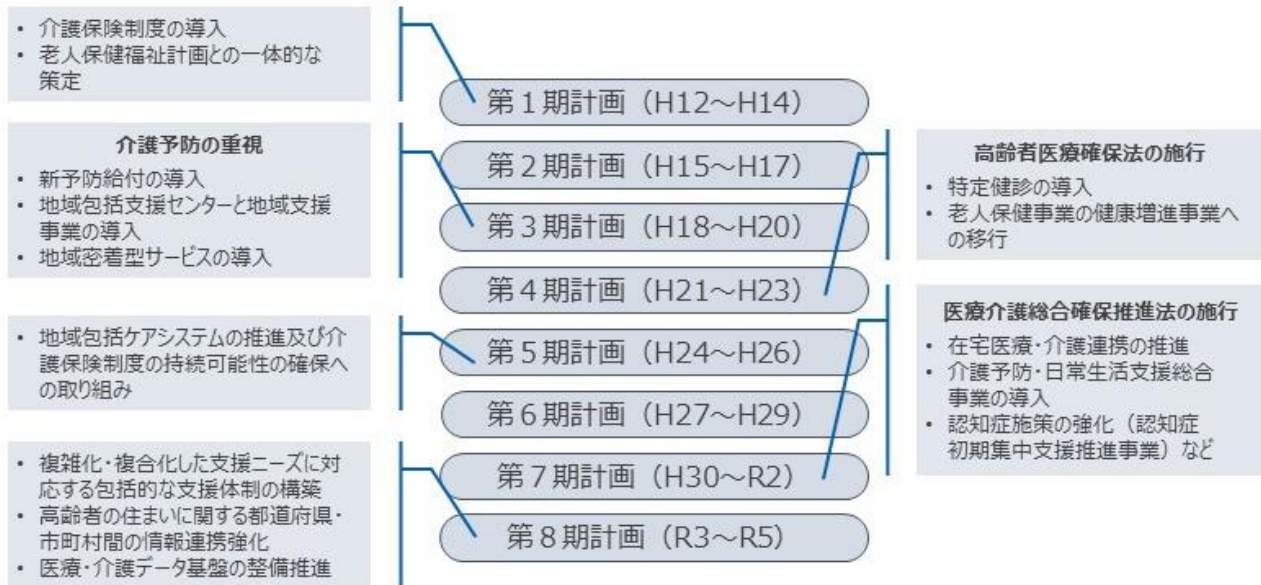 ・ 介護保険制度の導入
・ 老人保健福祉計画との一体的な
策定
介護予防の重視
・ 新予防給付の導入
・ 地域包括支援センターと地域支援
事業の導入
・ 地域密着型サービスの導入
・ 地域包括ケアシステムの推進及び介
護保険制度の持続可能性の確保へ
の取り組み
・ 複雑化・複合化した支援ニーズに対
応する包括的な支援体制の構築
・ 高齢者の住まいに関する都道府県・
市町村間の情報連携強化
・ 医療・介護データ基盤の整備推進
第1期計画（H12～H14）
第2期計画（H15～H17）
第3期計画（H18～H20）
第4期計画（H21～H23）
第5期計画（H24～H26）
第6期計画（H27～H29）
第7期計画（H30～R2）
第8期計画（R3～R5）
高齢者医療確保法の施行
・ 特定健診の導入
・ 老人保健事業の健康増進事業へ
の移行
医療介護総合確保推進法の施行
・ 在宅医療・介護連携の推進
・ 介護予防・日常生活支援総合
事業の導入
・ 認知症施策の強化（認知症
初期集中支援推進事業）など